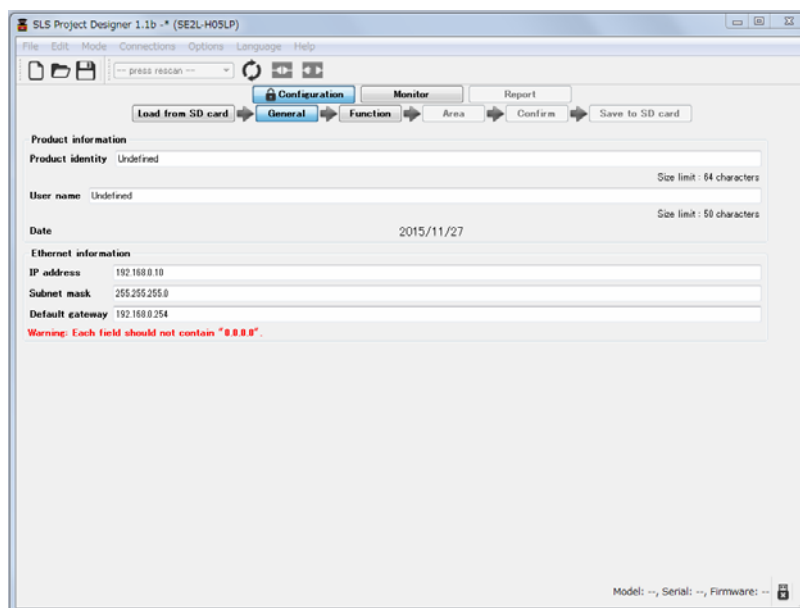 SLS Project Designer 1.1b -* (SE2L-H05LP)
File Edit Mode Connections Options Language Help
-- press rescan --
Configuration Monitor Report
Load from SD card General Function Area Confirm Save to SD card
Product information
Product identity Undefined
Size limit : 64 characters
User name Undefined
Size limit : 50 characters
Date 2015/11/27
Ethernet information
IP address 192.168.0.10
Subnet mask 255.255.255.0
Default gateway 192.168.0.254
Warning: Each field should not contain "0.0.0.0".
Model: --, Serial: --, Firmware: --